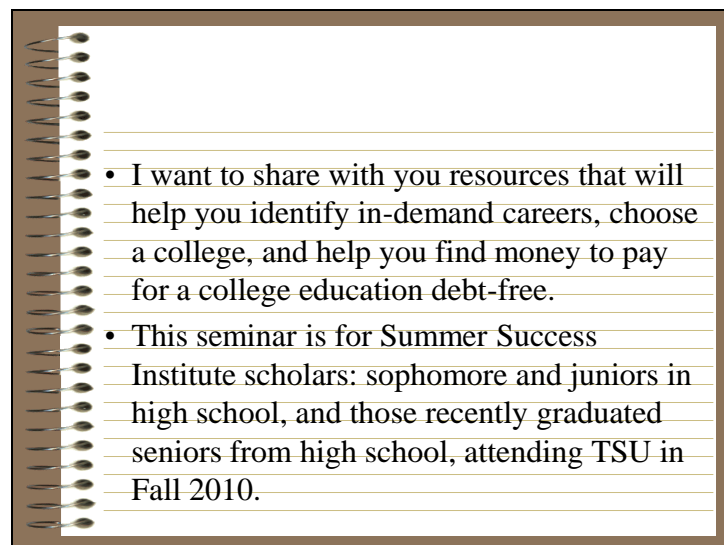 • I want to share with you resources that will
help you identify in-demand careers, choose
a college, and help you find money to pay
for a college education debt-free.
• This seminar is for Summer Success
Institute scholars: sophomore and juniors in
high school, and those recently graduated
seniors from high school, attending TSU in
Fall 2010.